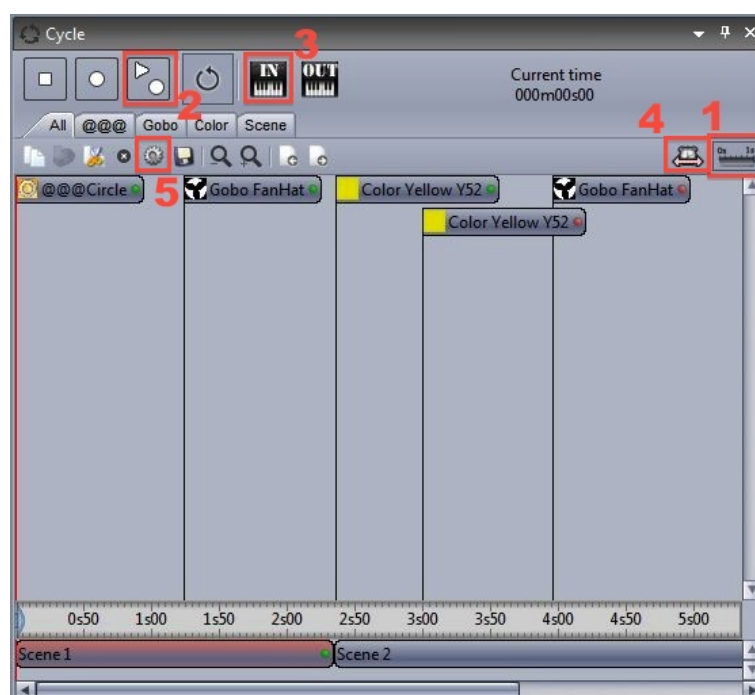 Cycle
3
IN OUT
Current time
000m00s00
2
4 1
All @@@ Gobo Color Scene
0s 1s
5
@@@Circle Gobo FanHat Color Yellow Y52 Gobo FanHat
Color Yellow Y52
0s50 1s00 1s50 2s00 2s50 3s00 3s50 4s00 4s50 5s00
Scene 1 Scene 2